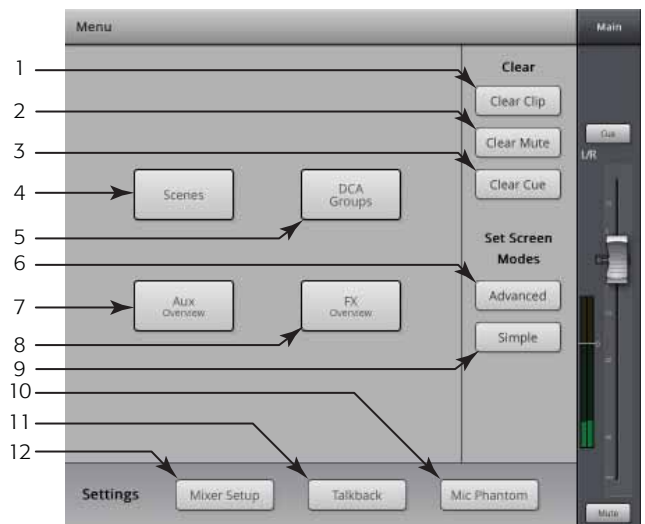 Menu
Main
1
Clear
Clear Clip
2
Clear Mute
Cue
3
L/R
Clear Cue
4
Scenes
DCA
Groups
5
Set Screen
Modes
6
Advanced
7
Aux
Overview
FX
Overview
8
Simple
9
10
11
12
Settings
Mixer Setup
Talkback
Mic Phantom
Mute